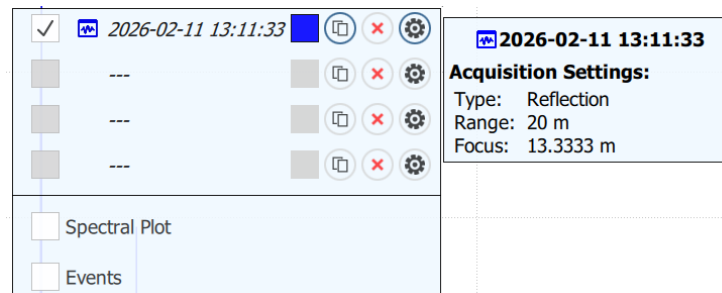 2026-02-11 13:11:33
---
---
---
Spectral Plot
Events
2026-02-11 13:11:33
Acquisition Settings:
Type: Reflection
Range: 20 m
Focus: 13.3333 m